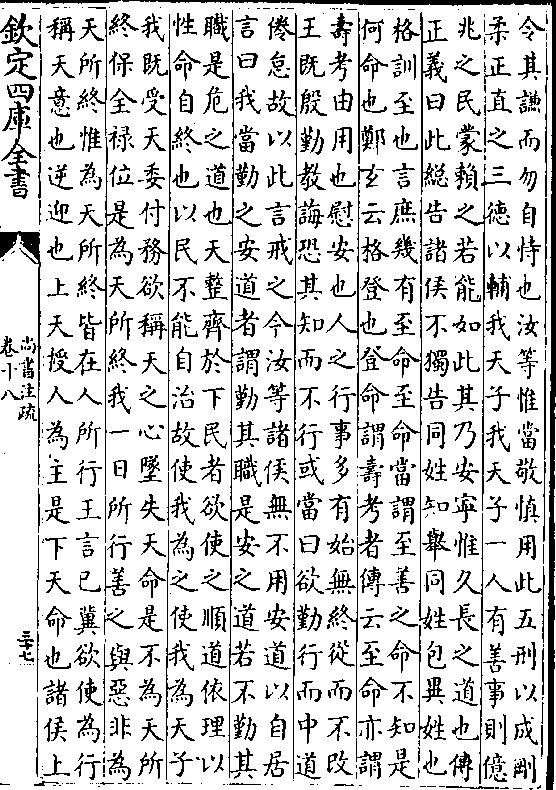 令其謙而勿自恃也汝等惟當敬慎用此五刑以成剛
柔正直之三德以輔我天子我天子一人有善事則億
兆之民蒙賴之若能如此其乃安寧惟久長之道也傳
正義曰此緫告諸侯不獨告同姓知舉同姓包異姓也
格訓至也言庶幾有至命至命當謂至善之命不知是
何命也鄭玄云格登也登命謂壽考者傳云至命亦謂
壽考由用也慰安也人之行事多有始無終從而不改
王既殷勤教誨恐其知而不行或當曰欲勤行而中道
倦怠故以此言戒之今汝等諸侯無不用安道以自居
言曰我當勤之安道者謂勤其職是安之道若不勤其
職是危之道也天整齊於下民者欲使之順道依理以
性命自終也以民不能自治故使我為之使我為天子
我既受天委付務欲稱天之心墜失天命是不為天所
終保全禄位是為天所終我一日所行善之與惡非為
天所終惟為天所終皆在人所行王言已冀欲使為行
稱天意也逆迎也上天授人為主是下天命也諸侯上
欽定四庫全書
尚書注疏
卷十八
三十七